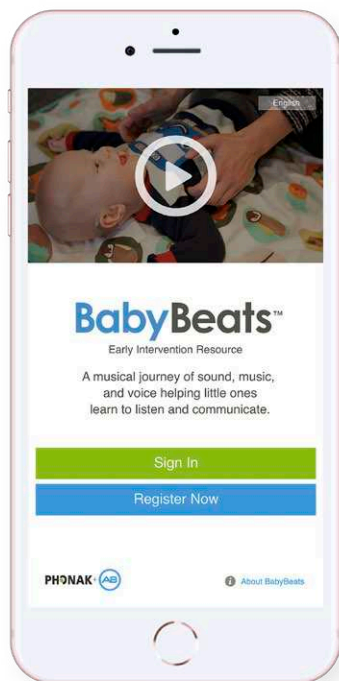 English
BabyBeats™
Early Intervention Resource
A musical journey of sound, music,
and voice helping little ones
learn to listen and communicate.
Sign In
Register Now
PHONAK + AB
i About BabyBeats